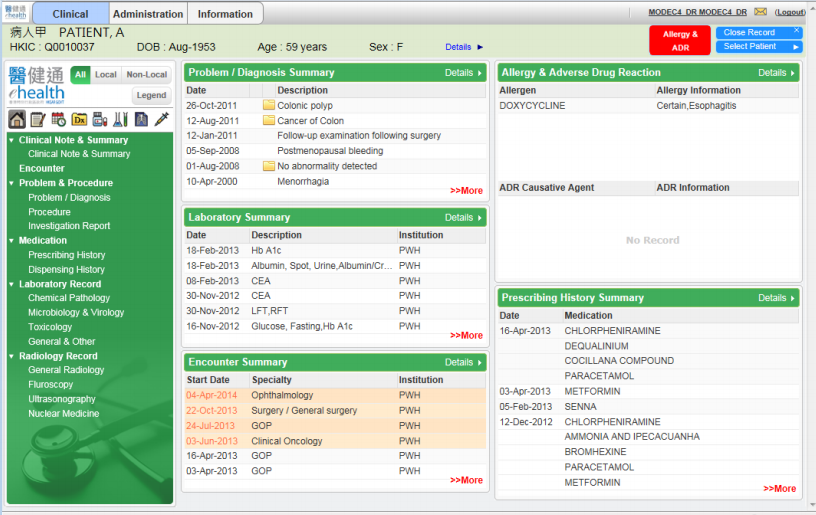 醫健通 eHealth
Clinical Administration Information
MODEC4_DR MODEC4_DR (Logout)
病人甲 PATIENT, A
HKIC : Q0010037 DOB : Aug-1953 Age : 59 years Sex : F Details ►
Allergy & ADR
Close Record ×
Select Patient ►
醫健通
eHealth
All Local Non-Local
Legend
Dx
Clinical Note & Summary
Clinical Note & Summary
Encounter
Problem & Procedure
Problem / Diagnosis
Procedure
Investigation Report
Medication
Prescribing History
Dispensing History
Laboratory Record
Chemical Pathology
Microbiology & Virology
Toxicology
General & Other
Radiology Record
General Radiology
Fluroscopy
Ultrasonography
Nuclear Medicine
Problem / Diagnosis Summary Details
Date Description
26-Oct-2011 Colonic polyp
12-Aug-2011 Cancer of Colon
12-Jan-2011 Follow-up examination following surgery
05-Sep-2008 Postmenopausal bleeding
01-Aug-2008 No abnormality detected
10-Apr-2000 Menorrhagia
>>More
Laboratory Summary Details
Date Description Institution
18-Feb-2013 Hb A1c PWH
18-Feb-2013 Albumin, Spot, Urine,Albumin/Cr... PWH
08-Feb-2013 CEA PWH
30-Nov-2012 CEA PWH
30-Nov-2012 LFT,RFT PWH
16-Nov-2012 Glucose, Fasting,Hb A1c PWH
>>More
Encounter Summary Details
Start Date Specialty Institution
04-Apr-2014 Ophthalmology PWH
22-Oct-2013 Surgery / General surgery PWH
24-Jul-2013 GOP PWH
03-Jun-2013 Clinical Oncology PWH
16-Apr-2013 GOP PWH
03-Apr-2013 GOP PWH
>>More
Allergy & Adverse Drug Reaction Details
Allergen Allergy Information
DOXYCYCLINE Certain,Esophagitis
ADR Causative Agent ADR Information
No Record
Prescribing History Summary Details
Date Medication
16-Apr-2013 CHLORPHENIRAMINE
DEQUALINIUM
COCILLANA COMPOUND
PARACETAMOL
03-Apr-2013 METFORMIN
05-Feb-2013 SENNA
12-Dec-2012 CHLORPHENIRAMINE
AMMONIA AND IPECACUANHA
BROMHEXINE
PARACETAMOL
METFORMIN
>>More